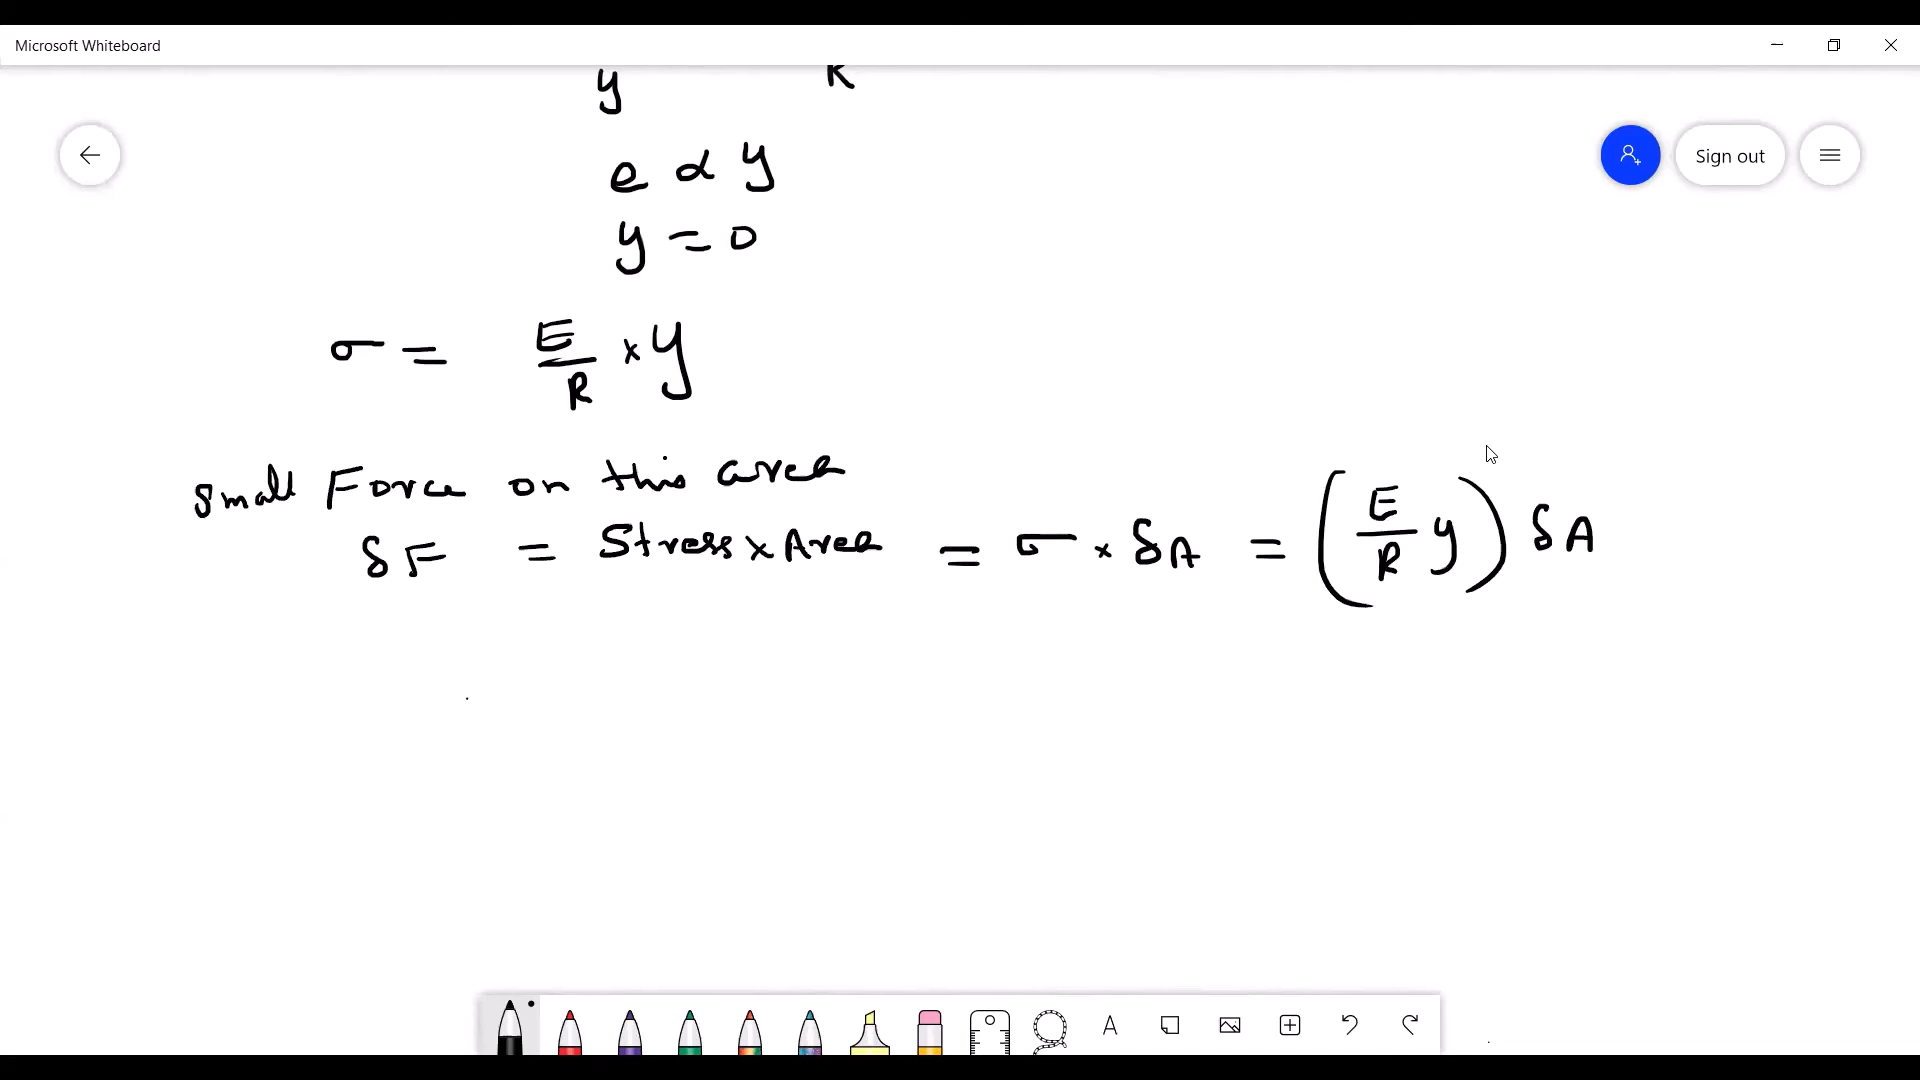 Microsoft Whiteboard
y R
Sign out
e α y
y = 0
σ = E/R × y
Small Force on this area
δF = Stress × Area = σ × δA = (E/R y) δA
A